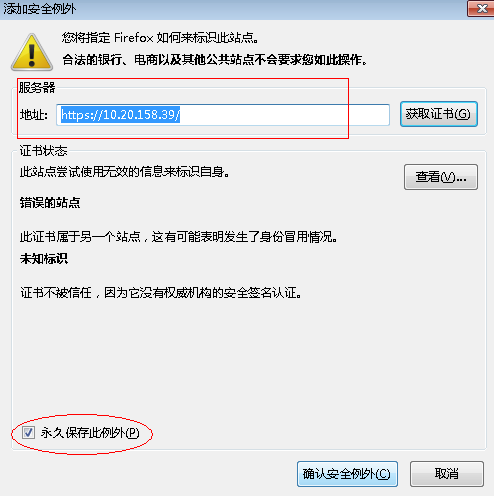 添加安全例外
您将指定 Firefox 如何来标识此站点。
合法的银行、电商以及其他公共站点不会要求您如此操作。
服务器
地址: https://10.20.158.39/ 获取证书(G)
证书状态
此站点尝试使用无效的信息来标识自身。 查看(V)...
错误的站点
此证书属于另一个站点，这有可能表明发生了身份冒用情况。
未知标识
证书不被信任，因为它没有权威机构的安全签名认证。
永久保存此例外(P)
确认安全例外(C) 取消